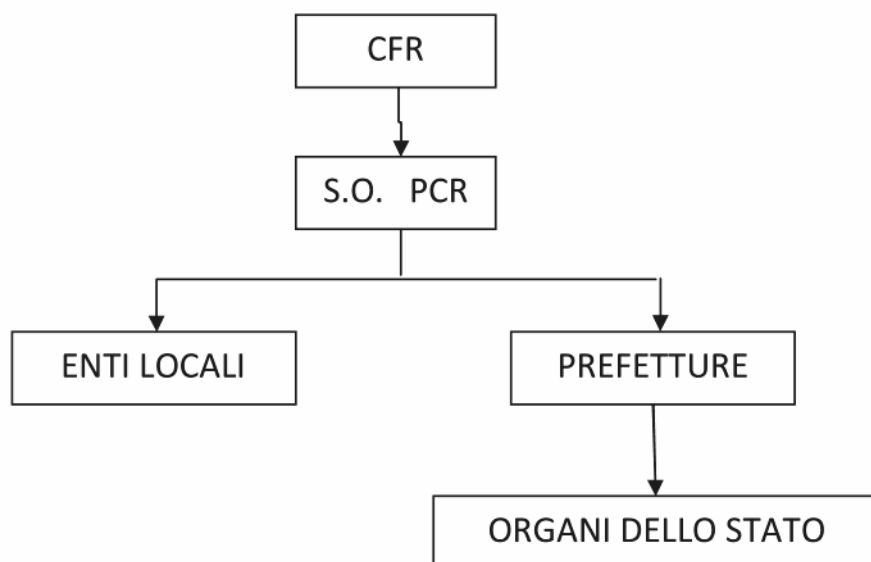 CFR
S.O. PCR
ENTI LOCALI
PREFETTURE
ORGANI DELLO STATO